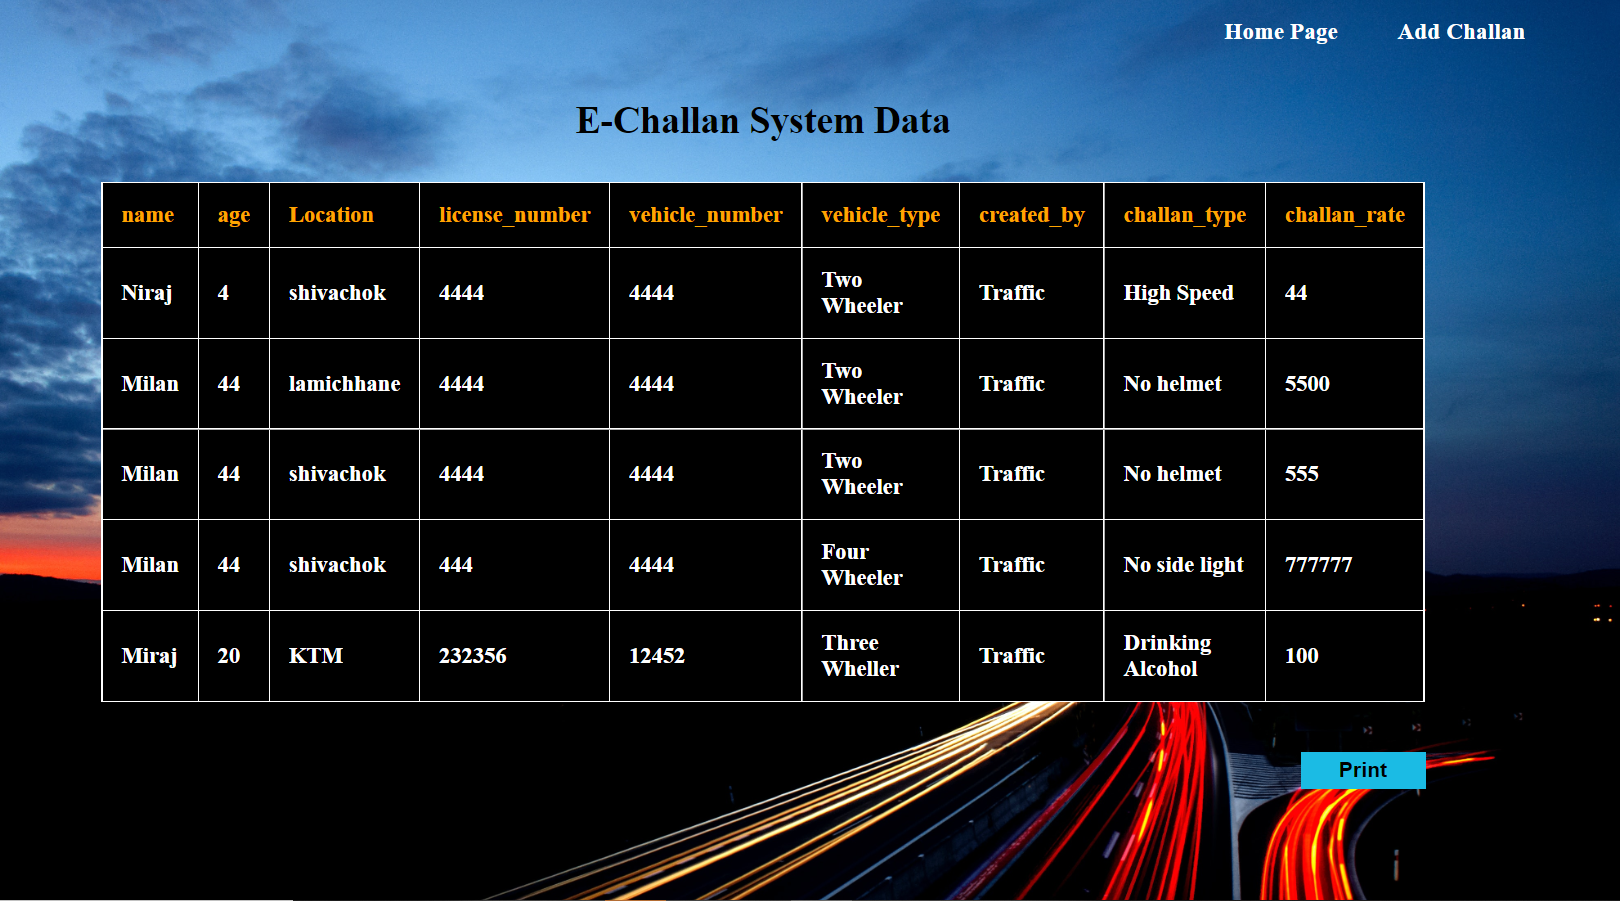 Home Page Add Challan
E-Challan System Data
name age Location license_number vehicle_number vehicle_type created_by challan_type challan_rate
Niraj 4 shivachok 4444 4444 Two Wheeler Traffic High Speed 44
Milan 44 lamichhane 4444 4444 Two Wheeler Traffic No helmet 5500
Milan 44 shivachok 4444 4444 Two Wheeler Traffic No helmet 555
Milan 44 shivachok 444 4444 Four Wheeler Traffic No side light 777777
Miraj 20 KTM 232356 12452 Three Wheller Traffic Drinking Alcohol 100
Print